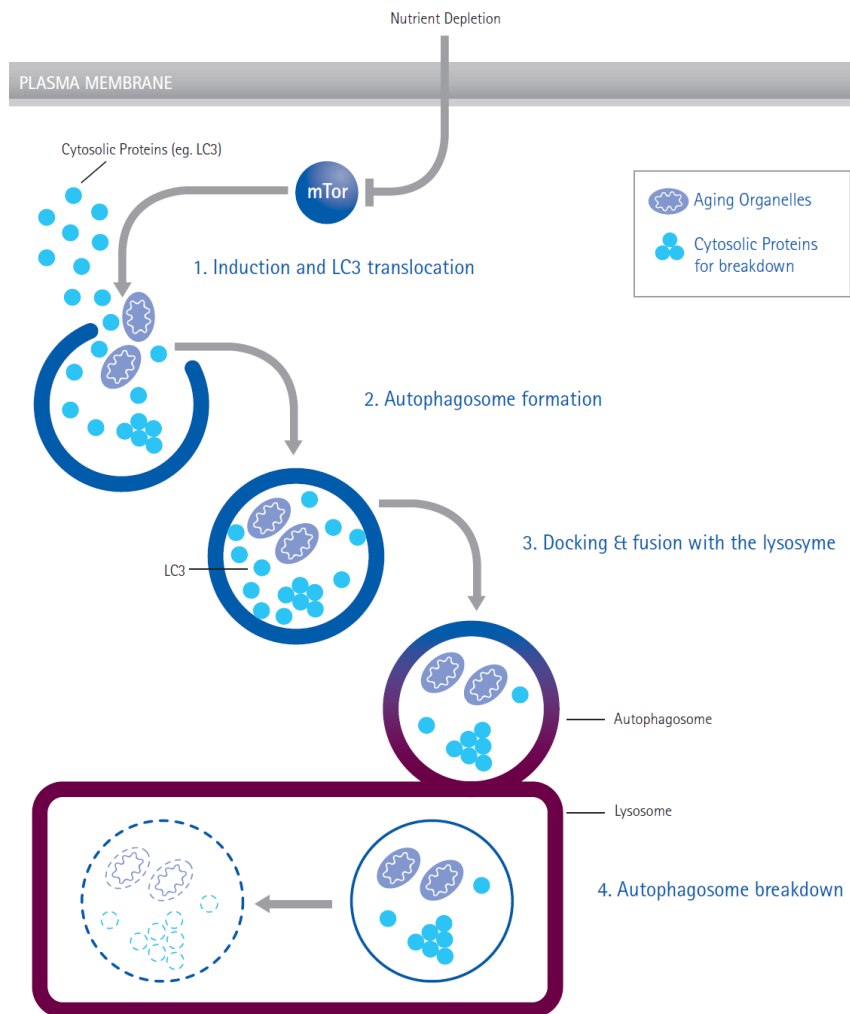 Nutrient Depletion
PLASMA MEMBRANE
Cytosolic Proteins (eg. LC3)
mTor
Aging Organelles
Cytosolic Proteins
for breakdown
1. Induction and LC3 translocation
2. Autophagosome formation
3. Docking & fusion with the lysosyme
LC3
Autophagosome
Lysosome
4. Autophagosome breakdown